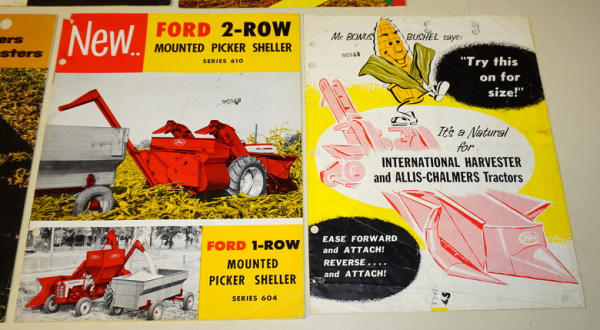 ers
sters
New..
FORD 2-ROW
MOUNTED PICKER SHELLER
SERIES 610
FORD 1-ROW
MOUNTED
PICKER SHELLER
SERIES 604
Mr. BONUS BUSHEL says:
"Try this
on for
size!"
It's a Natural
for
INTERNATIONAL HARVESTER
and ALLIS-CHALMERS Tractors
EASE FORWARD
and ATTACH!
REVERSE....
and ATTACH!